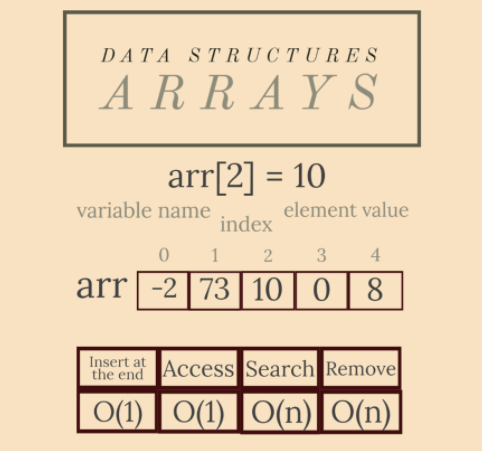 DATA STRUCTURES
ARRAYS
arr[2] = 10
variable name index element value
0 1 2 3 4
arr -2 73 10 0 8
Insert at
the end Access Search Remove
O(1) O(1) O(n) O(n)